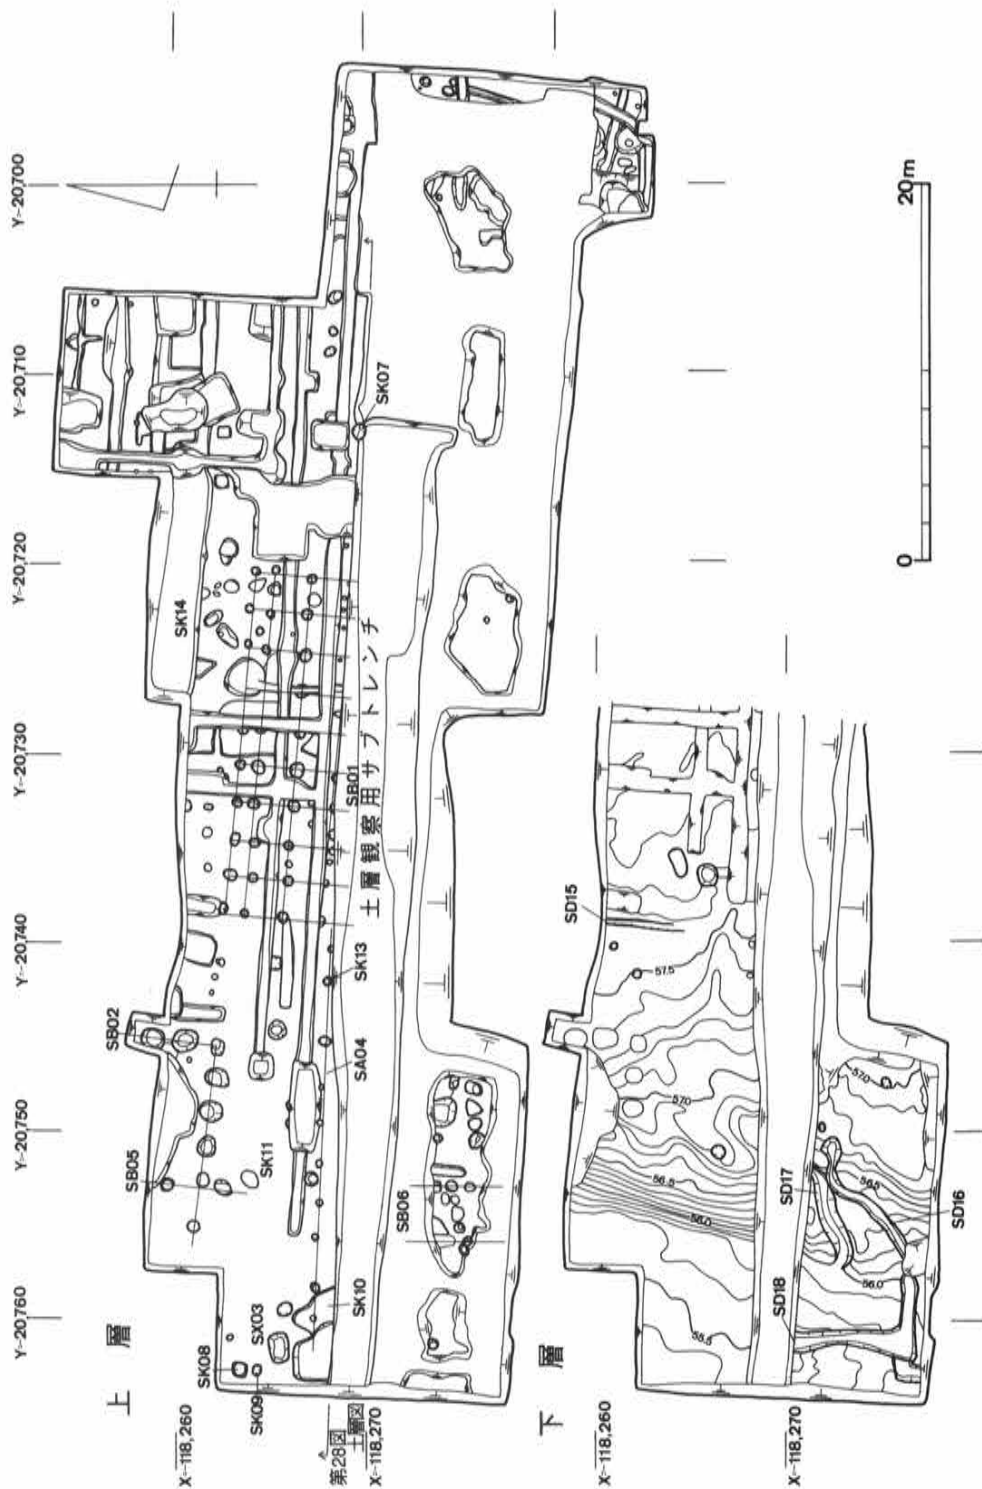 上層
Y-20,760
Y-20,750
Y-20,740
Y-20,730
Y-20,720
Y-20,710
Y-20,700
X-118,260
X-118,270
第28図
土層図
SK08
SK09
SX03
SK10
SB05
SB02
SK11
SA04
SB06
SK13
SB01
土層観察用サブトレンチ
SK14
SK07
下層
X-118,260
X-118,270
SD15
SD17
SD16
SD18
57.5
57.0
56.5
56.0
55.5
57.0
56.5
56.0
0
20m